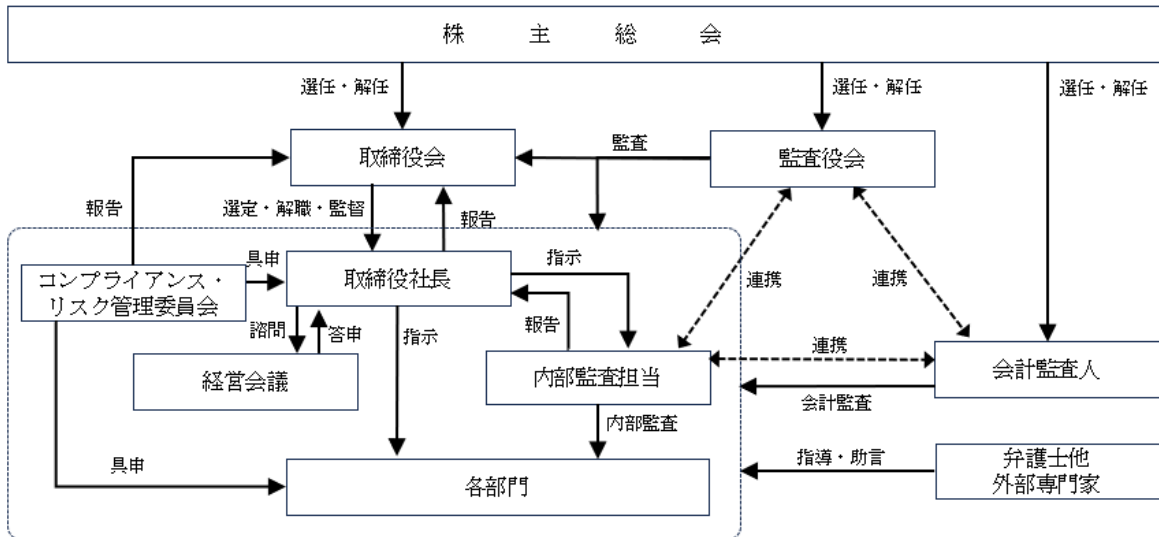 株主総会
選任・解任
選任・解任
選任・解任
取締役会
監査
監査役会
報告
選定・解職・監督
報告
コンプライアンス・
リスク管理委員会
具申
取締役社長
指示
連携
連携
諮問
答申
指示
報告
連携
経営会議
内部監査担当
会計監査人
会計監査
内部監査
具申
各部門
指導・助言
弁護士他
外部専門家